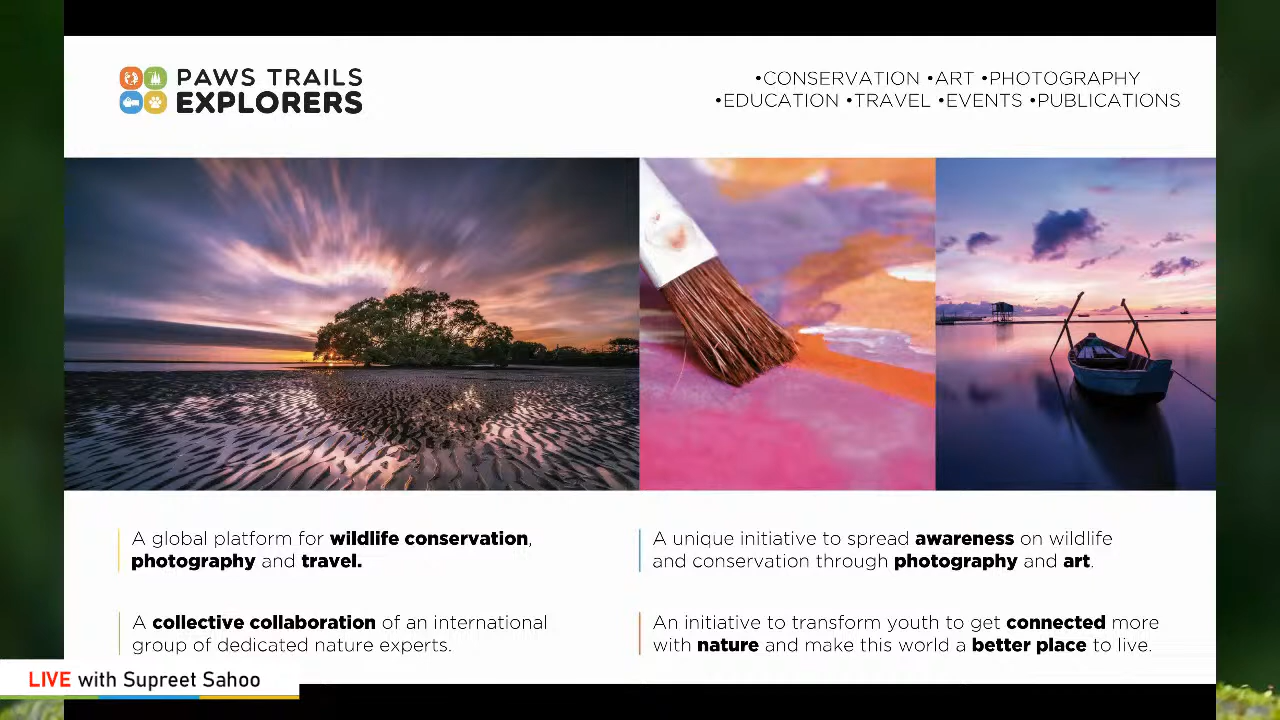 PAWS TRAILS
EXPLORERS
•CONSERVATION •ART •PHOTOGRAPHY
•EDUCATION •TRAVEL •EVENTS •PUBLICATIONS
A global platform for wildlife conservation,
photography and travel.
A unique initiative to spread awareness on wildlife
and conservation through photography and art.
A collective collaboration of an international
group of dedicated nature experts.
An initiative to transform youth to get connected more
with nature and make this world a better place to live.
LIVE with Supreet Sahoo